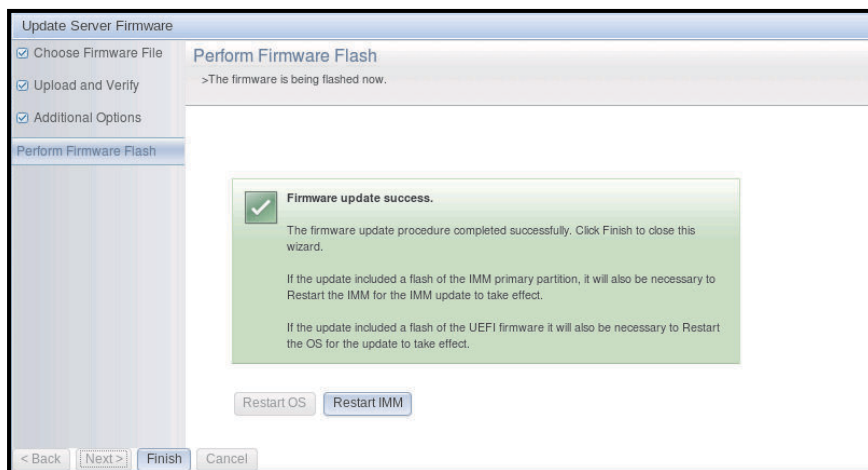 Update Server Firmware
Choose Firmware File
Upload and Verify
Additional Options
Perform Firmware Flash
Perform Firmware Flash
>The firmware is being flashed now.
Firmware update success.
The firmware update procedure completed successfully. Click Finish to close this
wizard.
If the update included a flash of the IMM primary partition, it will also be necessary to
Restart the IMM for the IMM update to take effect.
If the update included a flash of the UEFI firmware it will also be necessary to Restart
the OS for the update to take effect.
Restart OS
Restart IMM
< Back
Next >
Finish
Cancel